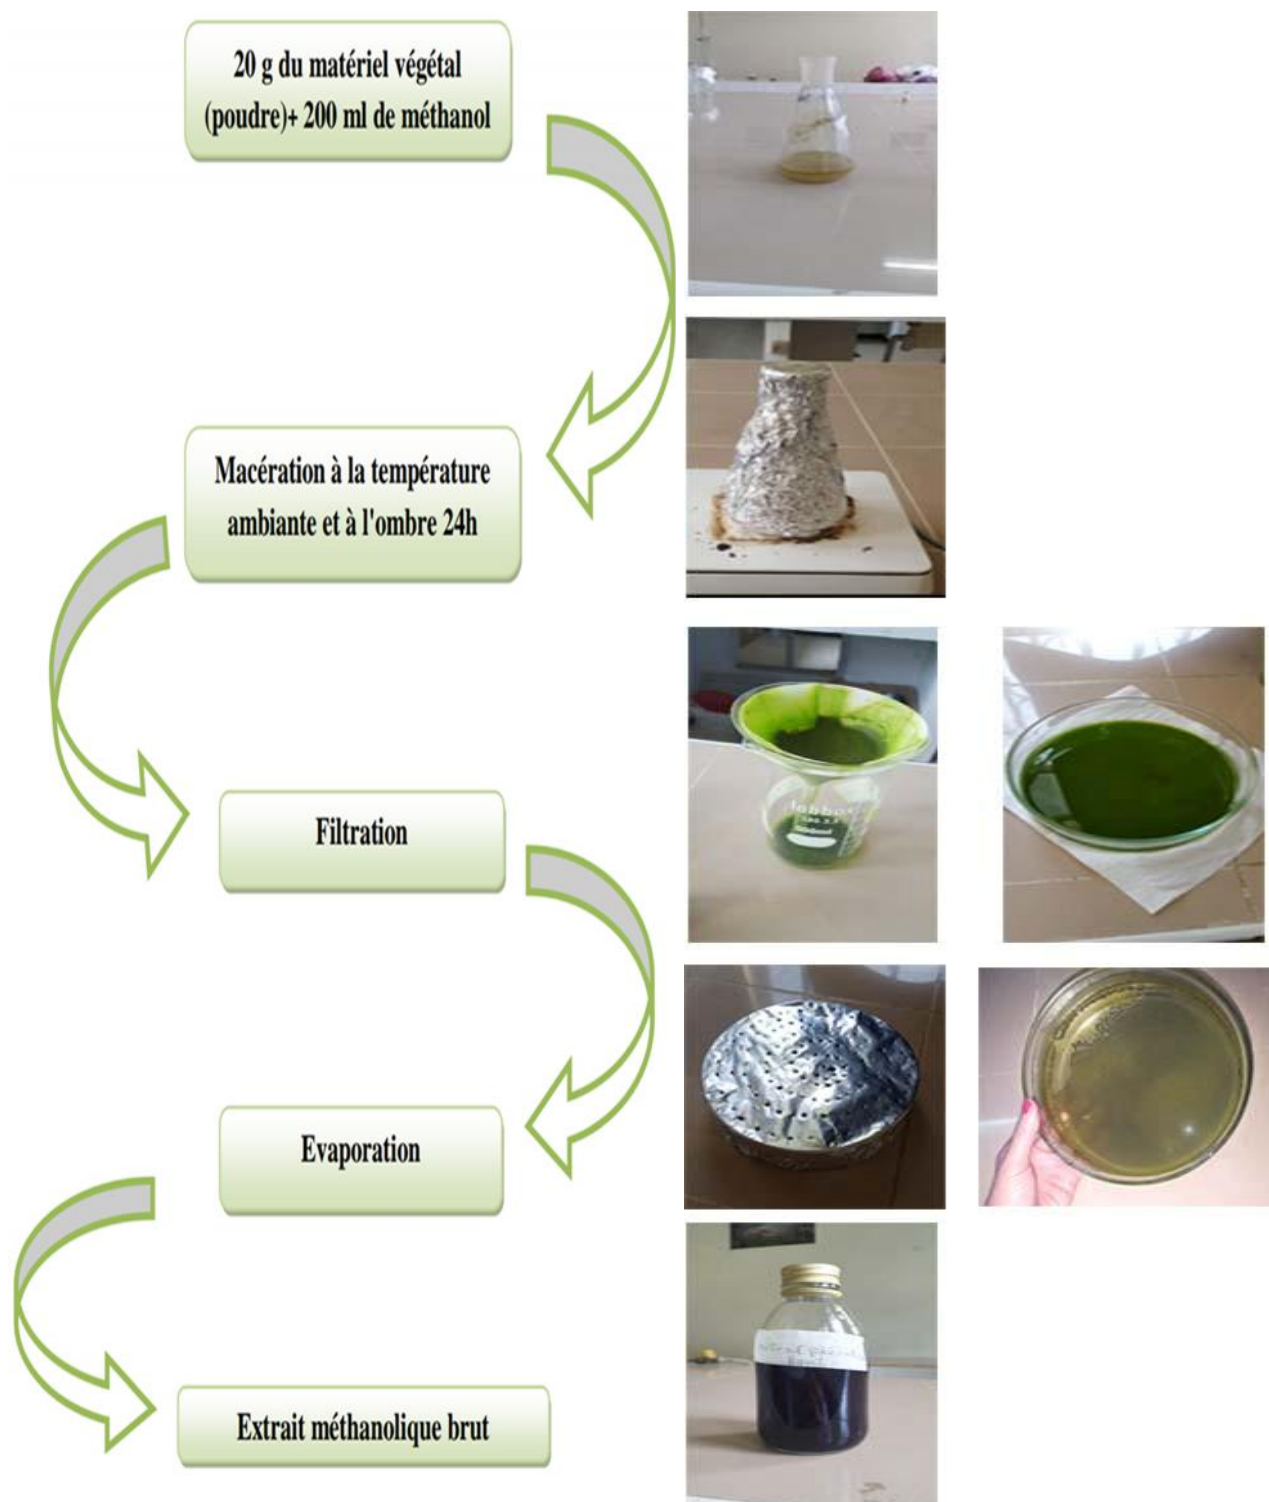 20 g du matériel végétal
(poudre)+ 200 ml de méthanol
Macération à la température
ambiante et à l'ombre 24h
Filtration
Evaporation
Extrait méthanolique brut